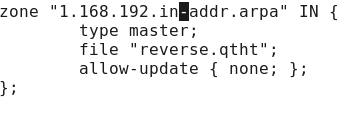 zone "1.168.192.in-addr.arpa" IN {
        type master;
        file "reverse.qtht";
        allow-update { none; };
};